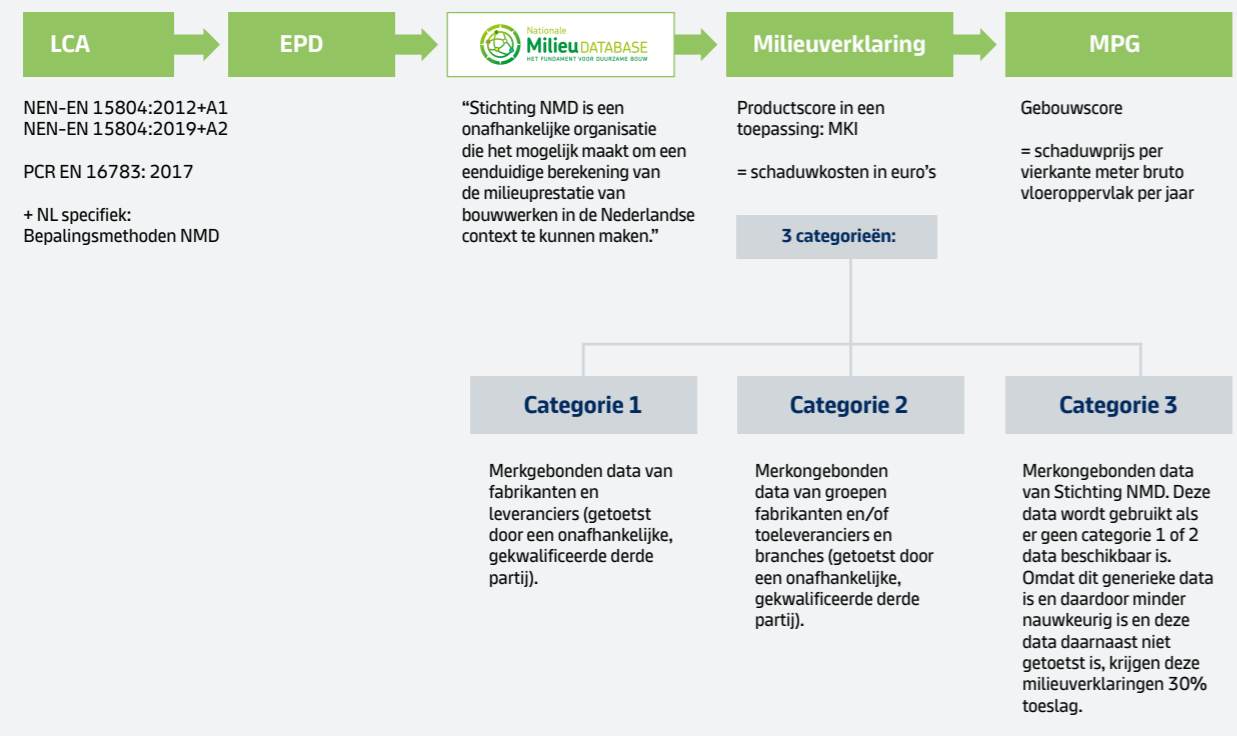 LCA
EPD
Nationale
Milieu DATABASE
HET FUNDAMENT VOOR DUURZAME BOUW
Milieuverklaring
MPG
NEN-EN 15804:2012+A1
NEN-EN 15804:2019+A2
PCR EN 16783: 2017
+ NL specifiek:
Bepalingsmethoden NMD
“Stichting NMD is een
onafhankelijke organisatie
die het mogelijk maakt om een
eenduidige berekening van
de milieuprestatie van
bouwwerken in de Nederlandse
context te kunnen maken.”
Productscore in een
toepassing: MKI
= schaduwkosten in euro’s
Gebouwscore
= schaduwprijs per
vierkante meter bruto
vloeroppervlak per jaar
3 categorieën:
Categorie 1
Merkgebonden data van
fabrikanten en
leveranciers (getoetst
door een onafhankelijke,
gekwalificeerde derde
partij).
Categorie 2
Merkongebonden
data van groepen
fabrikanten en/of
toeleveranciers en
branches (getoetst door
een onafhankelijke,
gekwalificeerde derde
partij).
Categorie 3
Merkongebonden data
van Stichting NMD. Deze
data wordt gebruikt als
er geen categorie 1 of 2
data beschikbaar is.
Omdat dit generieke data
is en daardoor minder
nauwkeurig is en deze
data daarnaast niet
getoetst is, krijgen deze
milieuverklaringen 30%
toeslag.